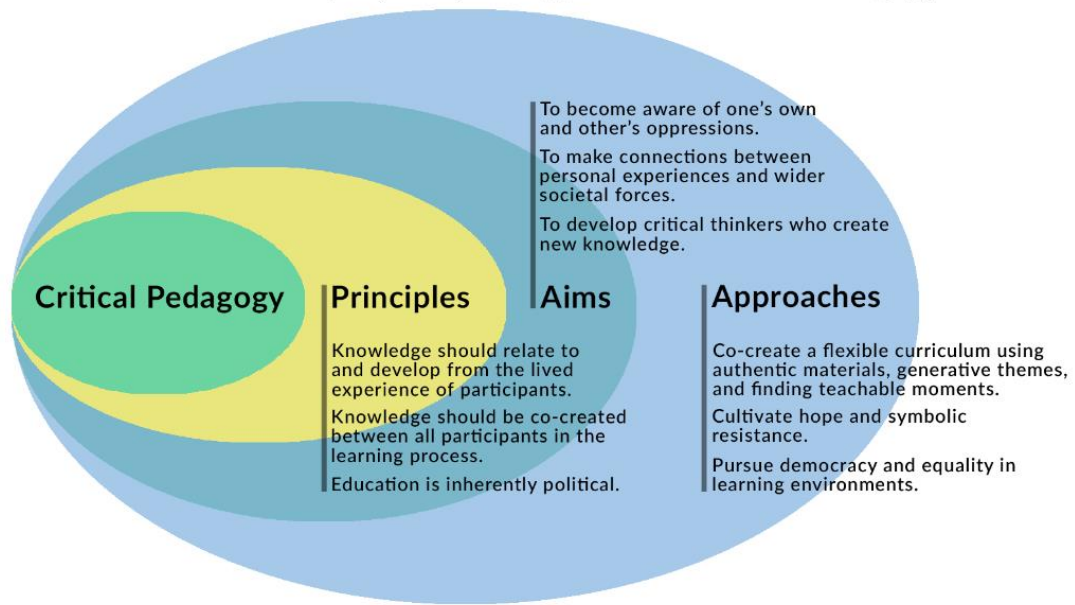 To become aware of one's own
and other's oppressions.
To make connections between
personal experiences and wider
societal forces.
To develop critical thinkers who create
new knowledge.
Critical Pedagogy
Principles
Aims
Approaches
Knowledge should relate to
and develop from the lived
experience of participants.
Knowledge should be co-created
between all participants in the
learning process.
Education is inherently political.
Co-create a flexible curriculum using
authentic materials, generative themes,
and finding teachable moments.
Cultivate hope and symbolic
resistance.
Pursue democracy and equality in
learning environments.